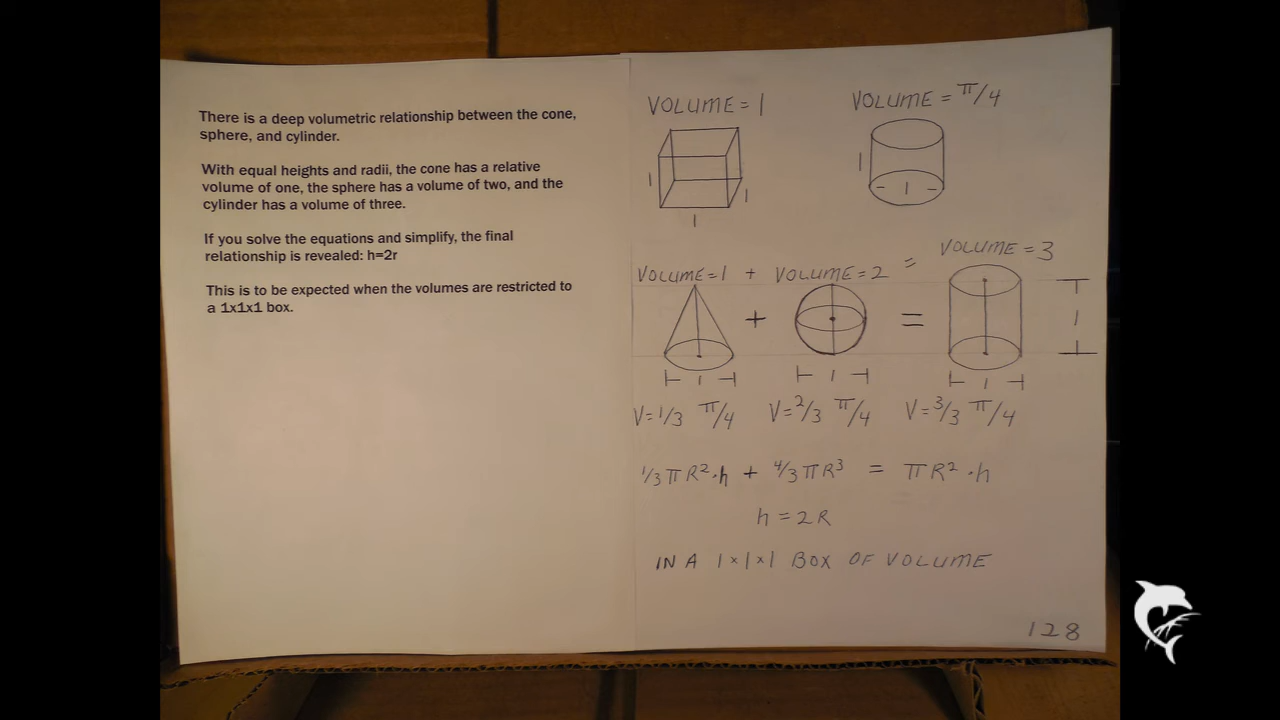 There is a deep volumetric relationship between the cone,
sphere, and cylinder.
With equal heights and radii, the cone has a relative
volume of one, the sphere has a volume of two, and the
cylinder has a volume of three.
If you solve the equations and simplify, the final
relationship is revealed: h=2r
This is to be expected when the volumes are restricted to
a 1x1x1 box.
VOLUME = 1
VOLUME = π/4
1
1
1
1
1
VOLUME=1 + VOLUME=2 = VOLUME=3
+ =
1
1
1
1
V=1/3 π/4
V=2/3 π/4
V=3/3 π/4
1/3πR²·h + 4/3πR³ = πR²·h
h = 2R
IN A 1×1×1 BOX OF VOLUME
128